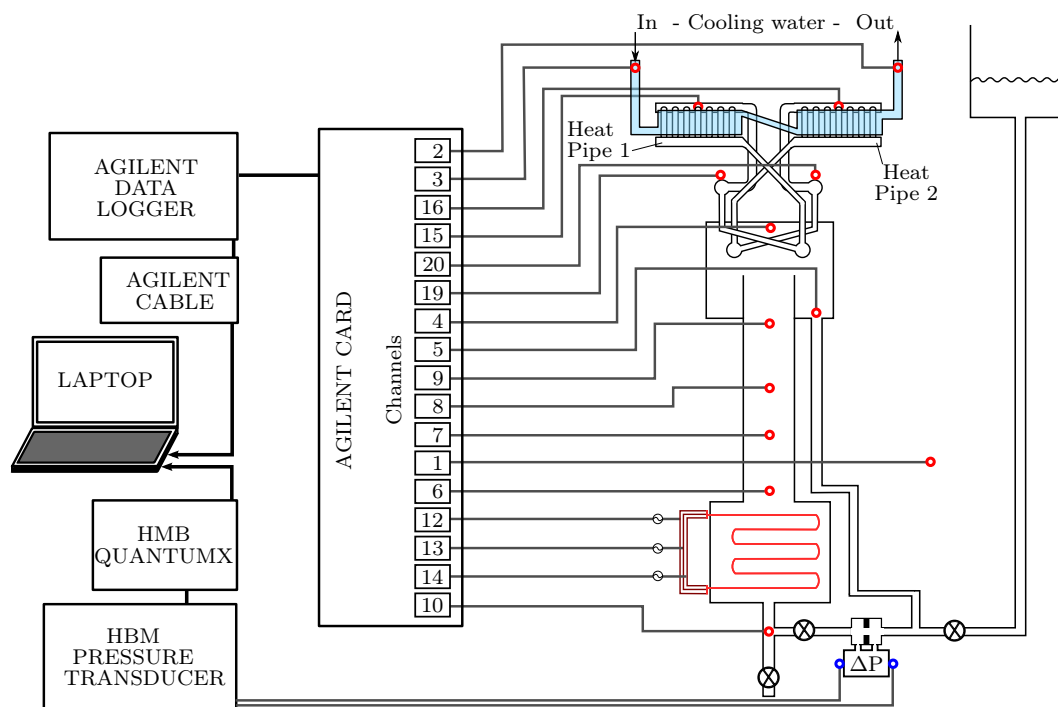 In - Cooling water - Out
AGILENT
DATA
LOGGER
AGILENT
CABLE
LAPTOP
HMB
QUANTUMX
HBM
PRESSURE
TRANSDUCER
AGILENT CARD
Channels
2
3
16
15
20
19
4
5
9
8
7
1
6
12
13
14
10
Heat
Pipe 1
Heat
Pipe 2
ΔP